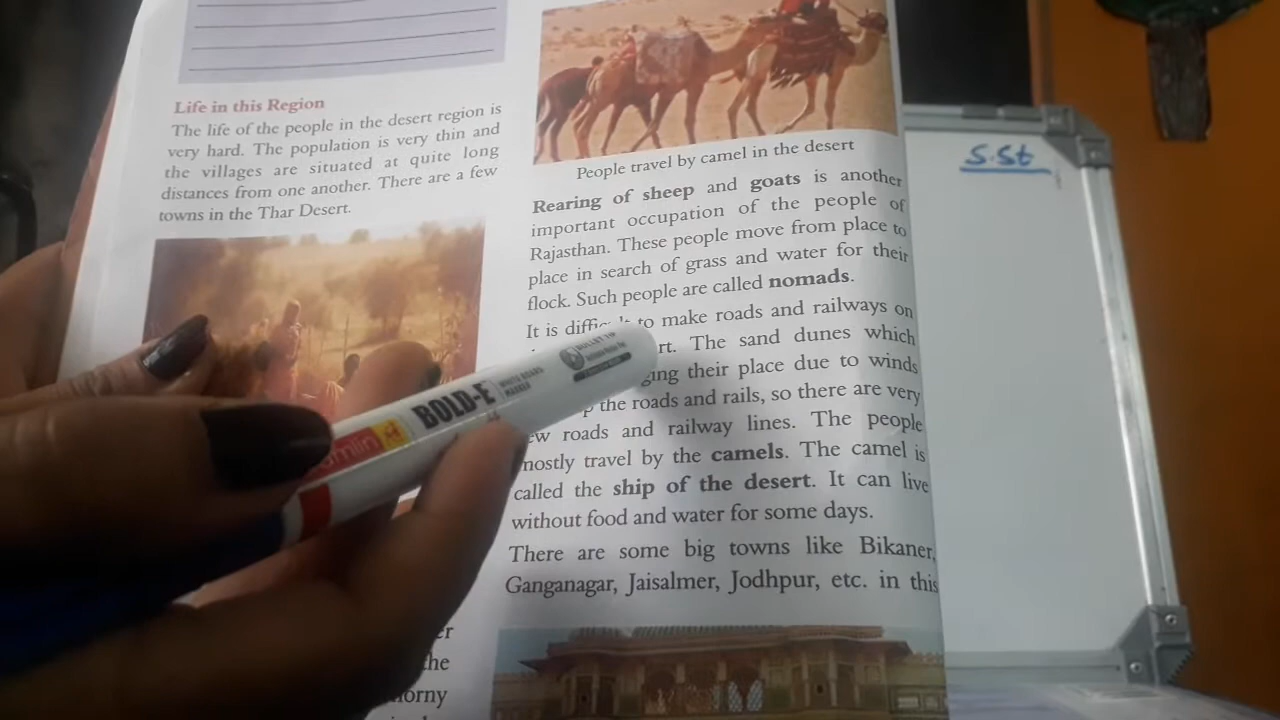 Life in this Region
The life of the people in the desert region is
very hard. The population is very thin and
the villages are situated at quite long
distances from one another. There are a few
towns in the Thar Desert.
People travel by camel in the desert
Rearing of sheep and goats is another
important occupation of the people of
Rajasthan. These people move from place to
place in search of grass and water for their
flock. Such people are called nomads.
It is to make roads and railways on
The sand dunes which
their place due to winds
the roads and rails, so there are very
roads and railway lines. The people
mostly travel by the camels. The camel is
called the ship of the desert. It can live
without food and water for some days.
There are some big towns like Bikaner,
Ganganagar, Jaisalmer, Jodhpur, etc. in this
BOLD-E
WHITE BOARD
MARKER
S.St